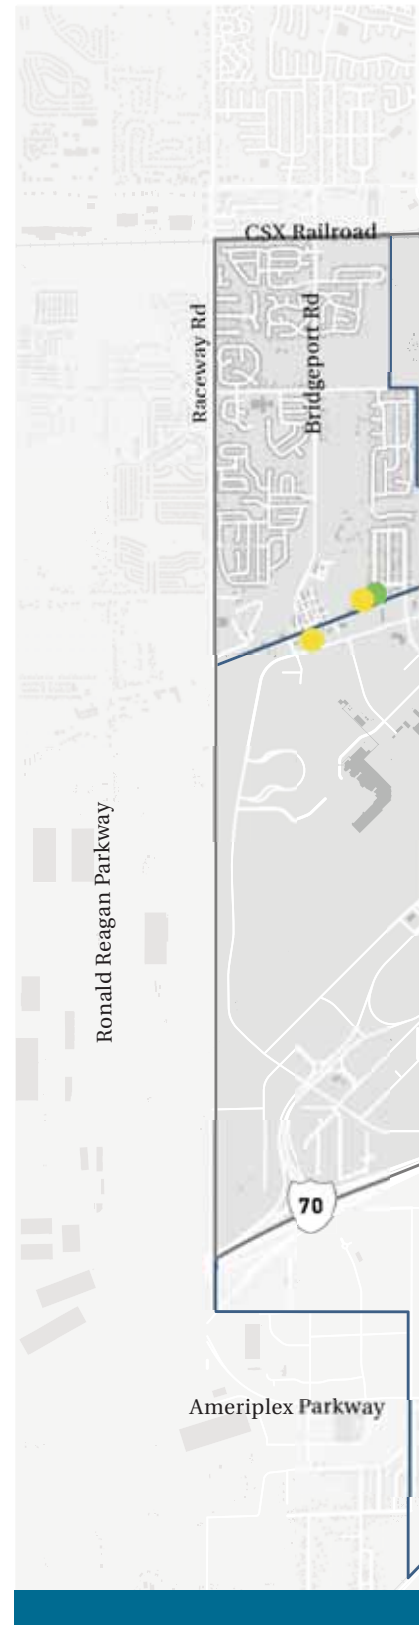 CSX Railroad
Raceway Rd
Bridgeport Rd
Ronald Reagan Parkway
70
Ameriplex Parkway